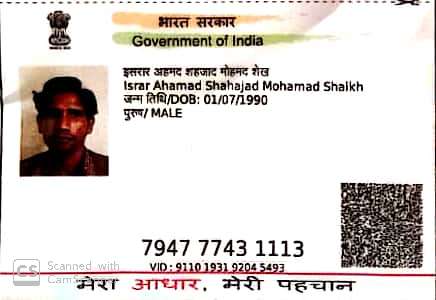 भारत सरकार
Government of India
इसरार अहमद शहजाद मोहमद शेख
Israr Ahamad Shahajad Mohamad Shaikh
जन्म तिथि/DOB: 01/07/1990
पुरुष/ MALE
7947 7743 1113
VID : 9110 1931 9204 5493
CS Scanned with
मेरा आधार, मेरी पहचान